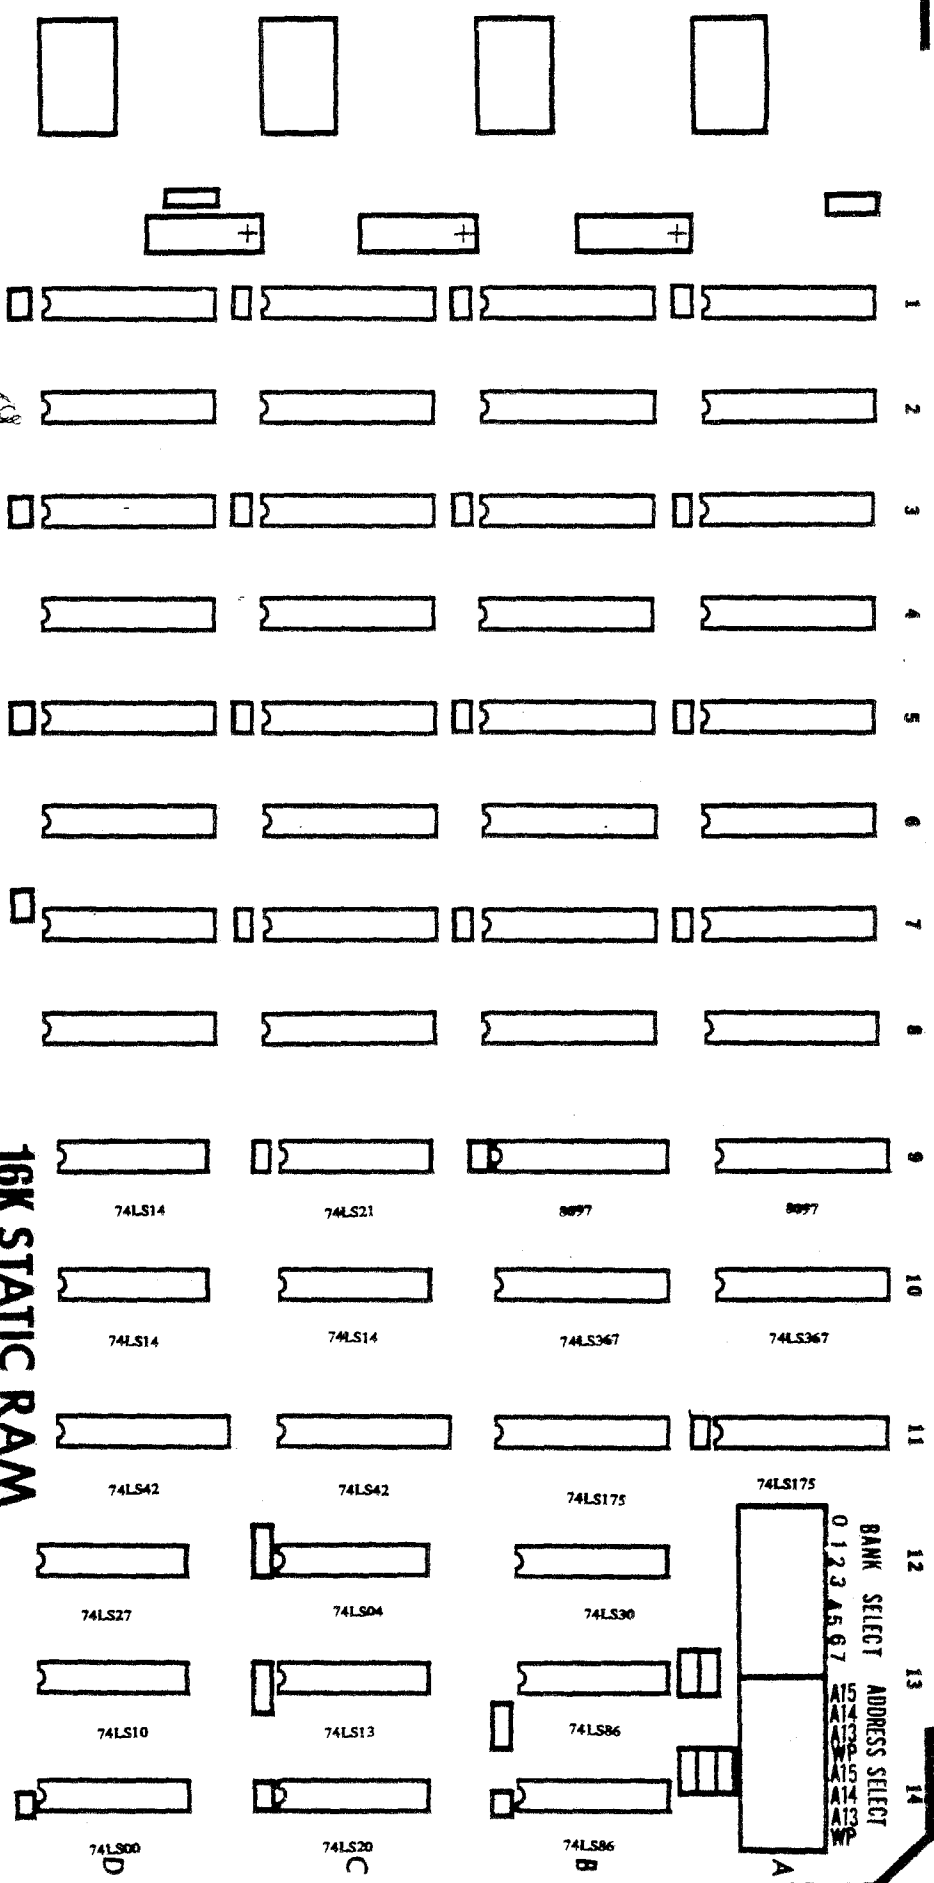 + + +
1
2
3
4
5
6
7
8
9
74LS14 74LS21 8097 8097
10
74LS14 74LS14 74LS367 74LS367
11
74LS42 74LS42 74LS175 74LS175
16K STATIC RAM
BANK SELECT ADDRESS SELECT
0 1 2 3 4 5 6 7
A15
A14
A13
WP
A15
A14
A13
WP
12
74LS27 74LS04 74LS30
13
74LS10 74LS13 74LS86
14
74LS00 74LS20 74LS86
D C B A